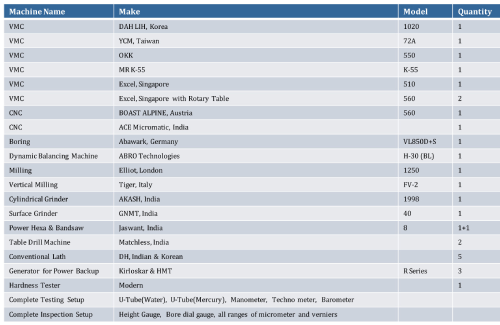 Machine Name Make Model Quantity
VMC DAH LIH, Korea 1020 1
VMC YCM, Taiwan 72A 1
VMC OKK 550 1
VMC MR K-55 K-55 1
VMC Excel, Singapore 510 1
VMC Excel, Singapore with Rotary Table 560 2
CNC BOAST ALPINE, Austria 560 1
CNC ACE Micromatic, India 1
Boring Abawark, Germany VL850D+S 1
Dynamic Balancing Machine ABRO Technologies H-30 (BL) 1
Milling Elliot, London 1250 1
Vertical Milling Tiger, Italy FV-2 1
Cylindrical Grinder AKASH, India 1998 1
Surface Grinder GNMT, India 40 1
Power Hexa & Bandsaw Jaswant, India 8 1+1
Table Drill Machine Matchless, India 2
Conventional Lath DH, Indian & Korean 5
Generator for Power Backup Kirloskar & HMT R Series 3
Hardness Tester Modern 1
Complete Testing Setup U-Tube(Water), U-Tube(Mercury), Manometer, Techno meter, Barometer
Complete Inspection Setup Height Gauge, Bore dial gauge, all ranges of micrometer and verniers